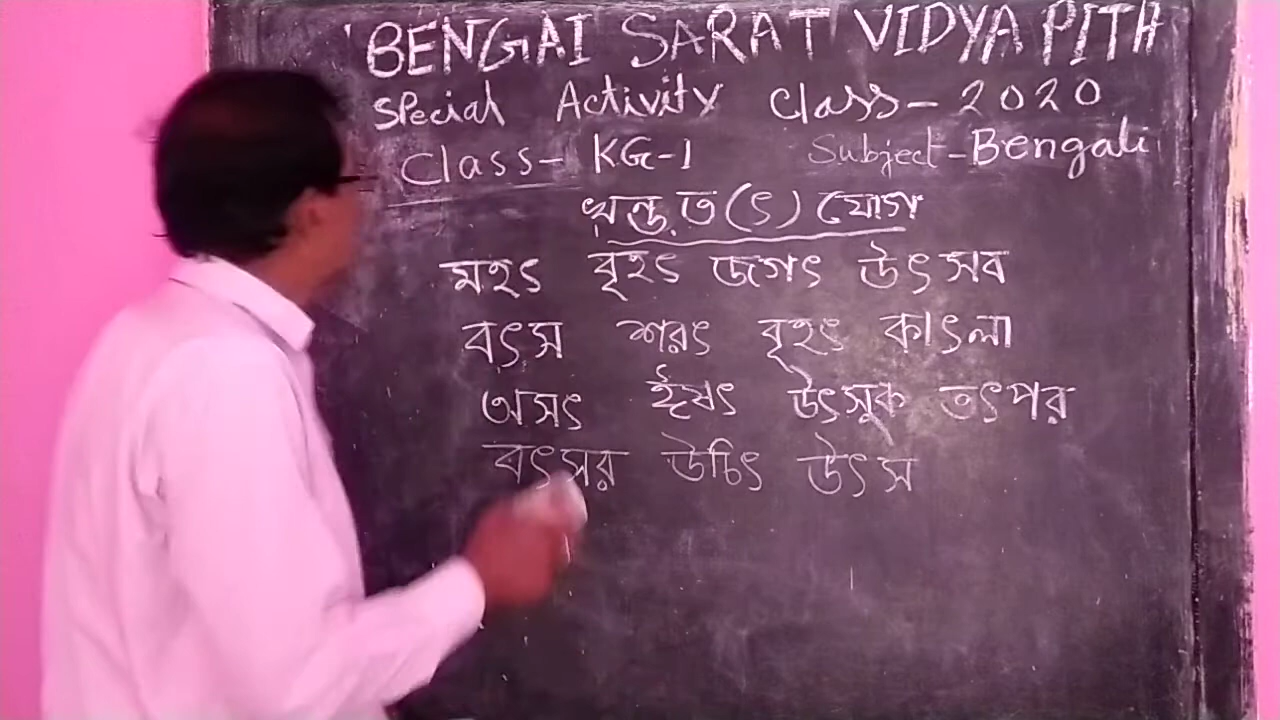 BENGAI SARAT VIDYA PITH
Special Activity Class - 2020
Class - KG-1 Subject - Bengali
খন্ড ত (ৎ) যোগ
মহৎ বৃহৎ জগৎ উৎসব
বৎস শরৎ বৃহৎ কাৎলা
অসৎ ঈষৎ উৎসুক তৎপর
বৎসর উচিৎ উৎস